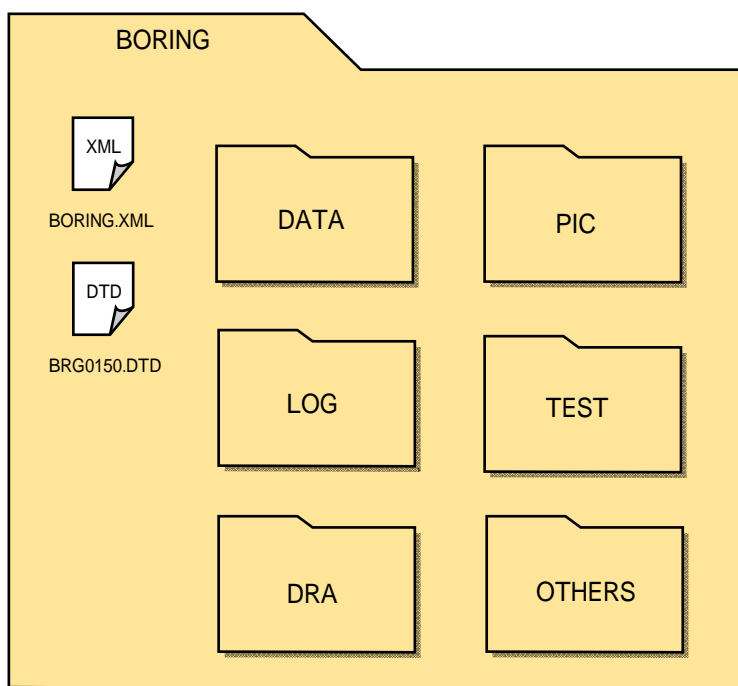 BORING
XML
BORING.XML
DTD
BRG0150.DTD
DATA
PIC
LOG
TEST
DRA
OTHERS